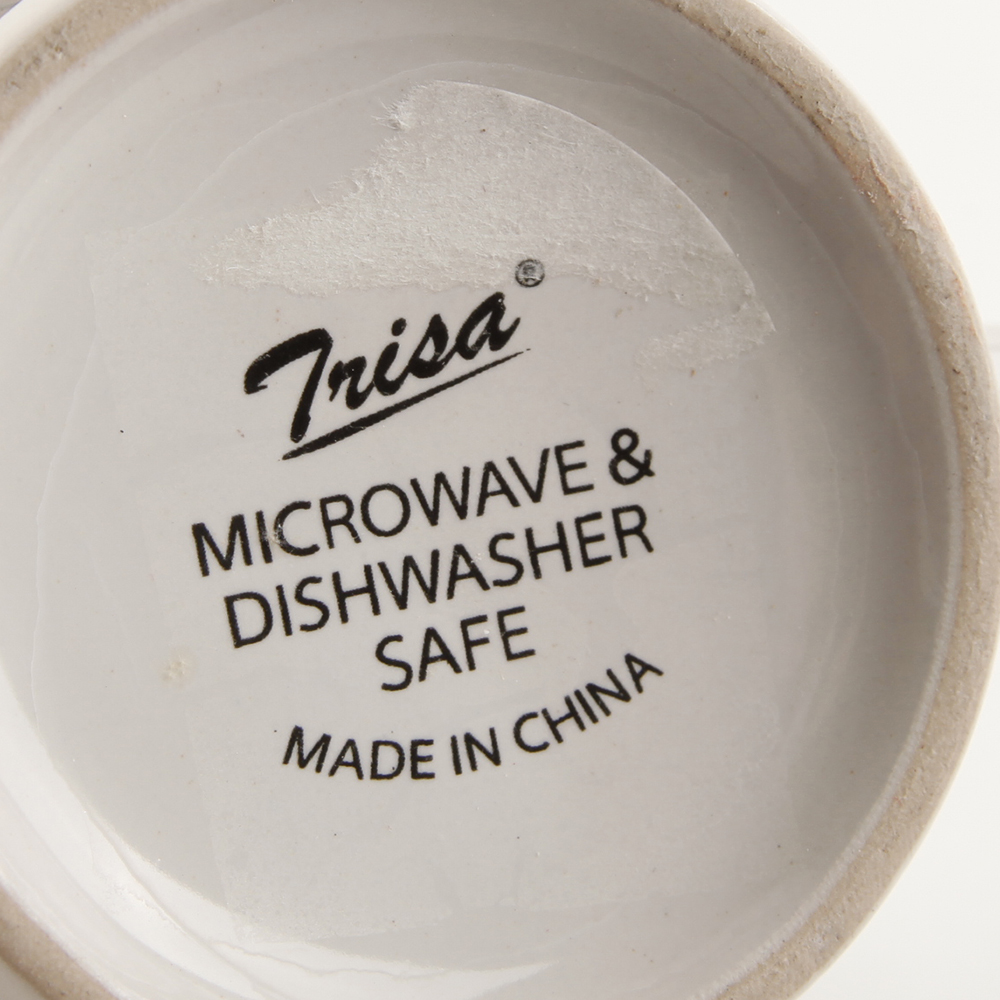 Trisa®
MICROWAVE &
DISHWASHER
SAFE
MADE IN CHINA